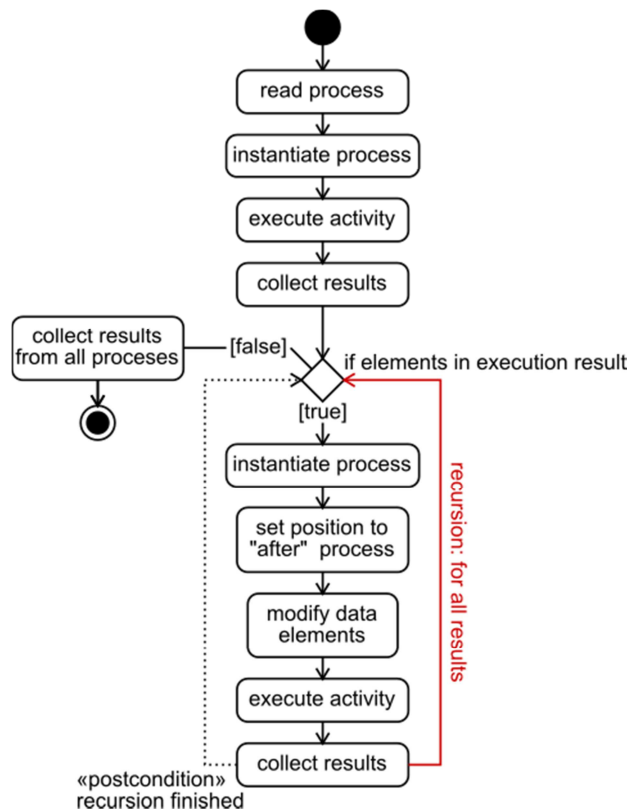 read process
instantiate process
execute activity
collect results
collect results
from all proceses
[false]
if elements in execution result
[true]
instantiate process
set position to
"after" process
modify data
elements
execute activity
collect results
recursion: for all results
«postcondition»
recursion finished